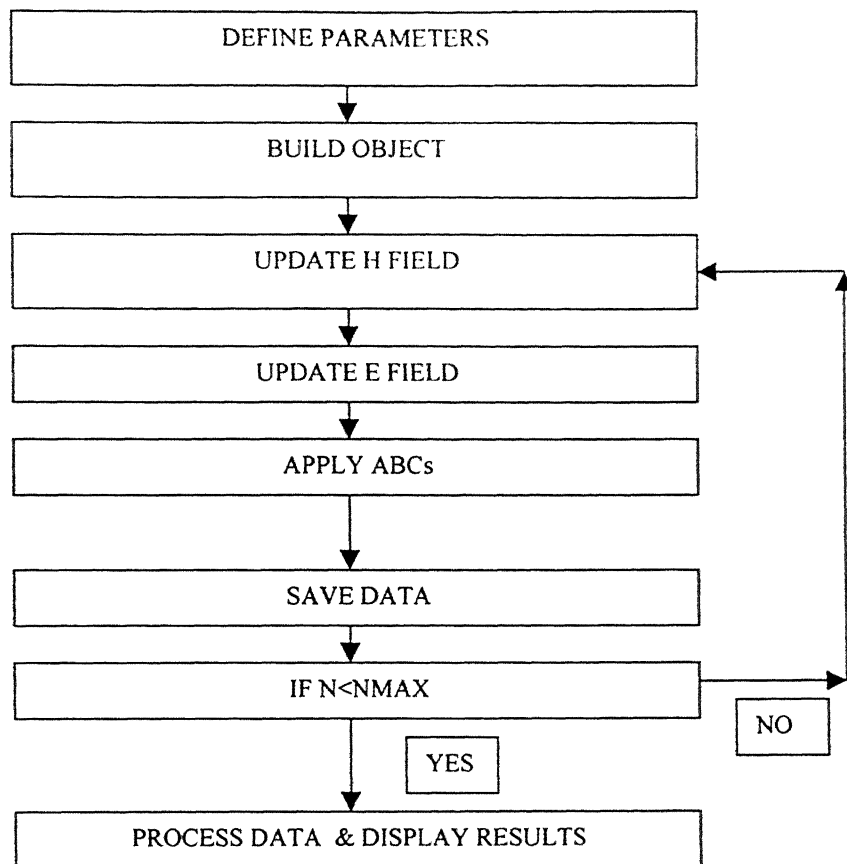 DEFINE PARAMETERS
BUILD OBJECT
UPDATE H FIELD
UPDATE E FIELD
APPLY ABCs
SAVE DATA
IF N<NMAX
NO
YES
PROCESS DATA & DISPLAY RESULTS